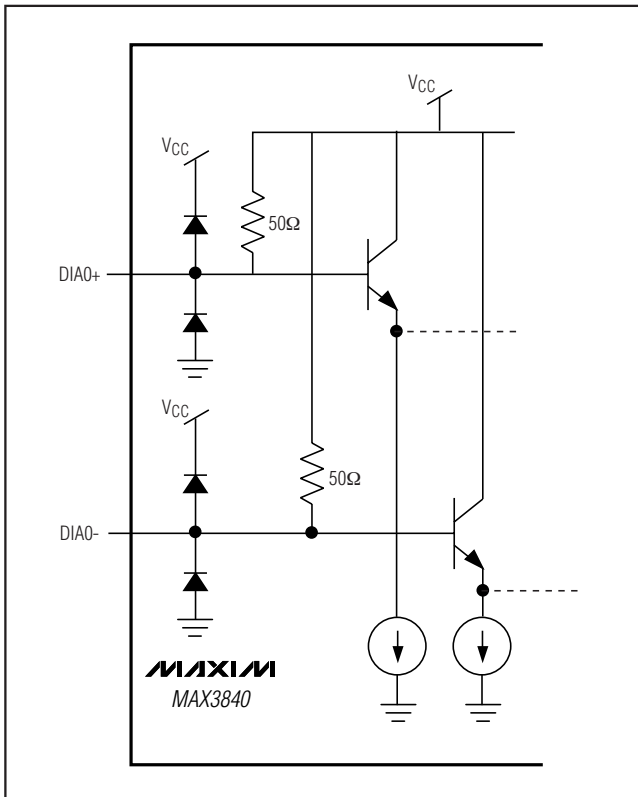 VCC
VCC
50Ω
DIA0+
VCC
50Ω
DIA0-
MAXIM
MAX3840